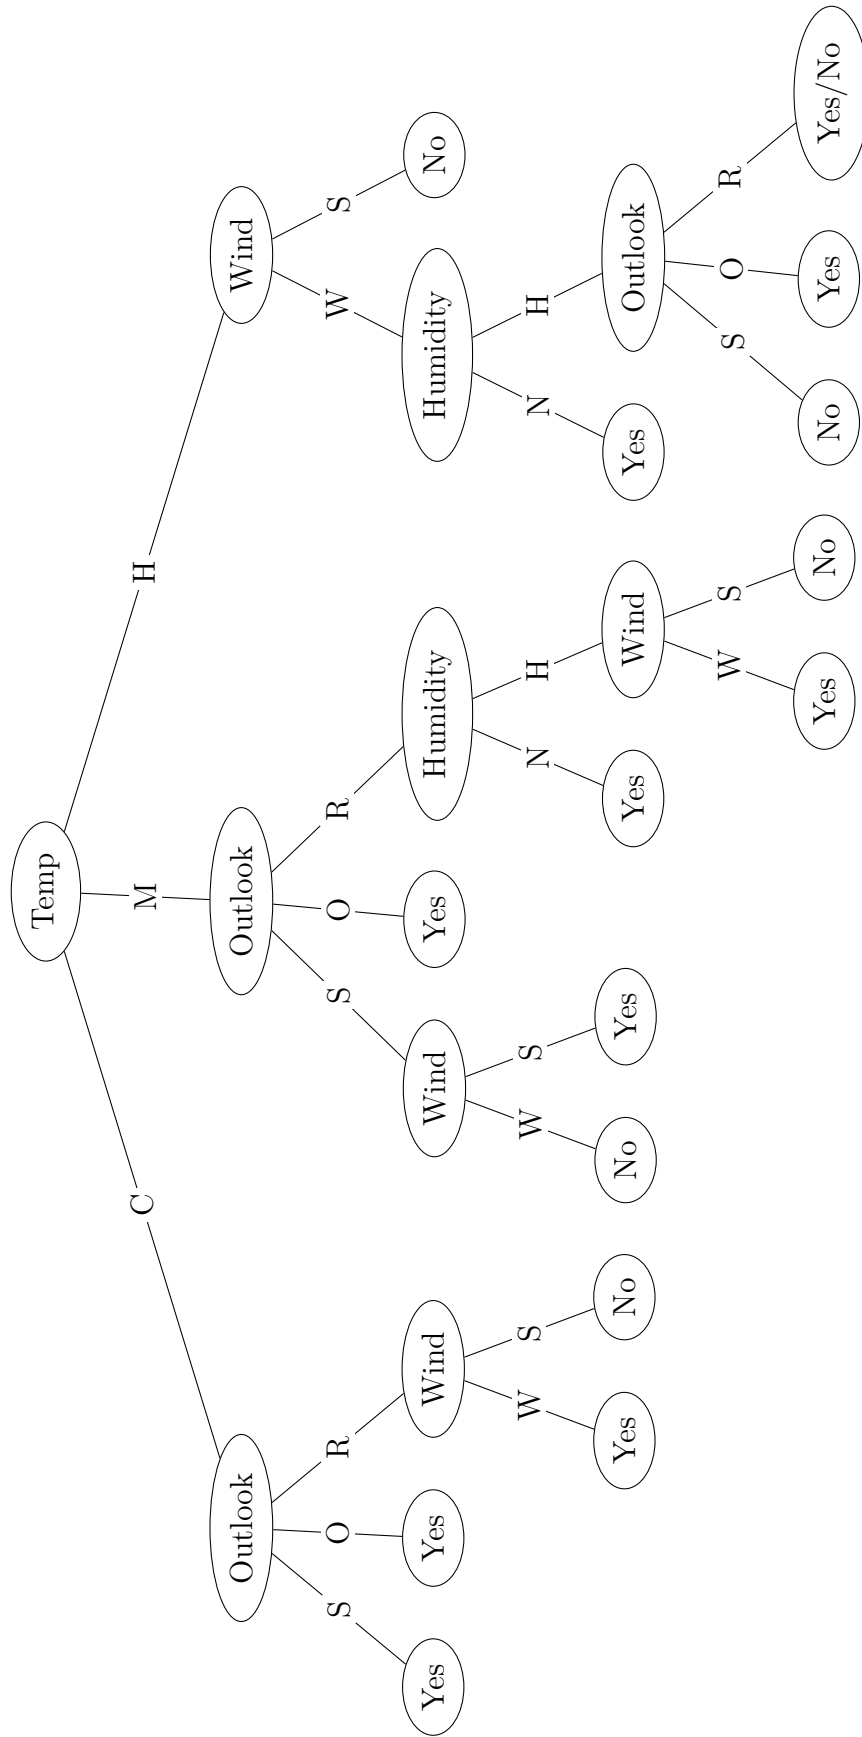 Temp
C M H
Outlook Outlook Wind
S O R S O R W S
Yes Yes Wind Wind Yes Humidity Humidity No
W S W S N H N H
Yes No No Yes Yes Wind Yes Outlook
W S S O R
Yes No No Yes Yes/No